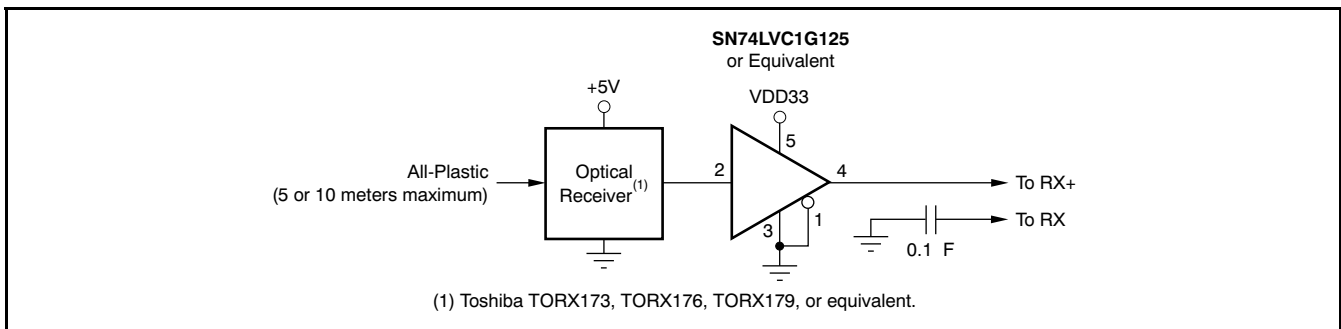 SN74LVC1G125
or Equivalent
+5V
VDD33
5
All-Plastic
(5 or 10 meters maximum)
Optical
Receiver(1)
2
4
To RX+
3
1
To RX
0.1 F
(1) Toshiba TORX173, TORX176, TORX179, or equivalent.